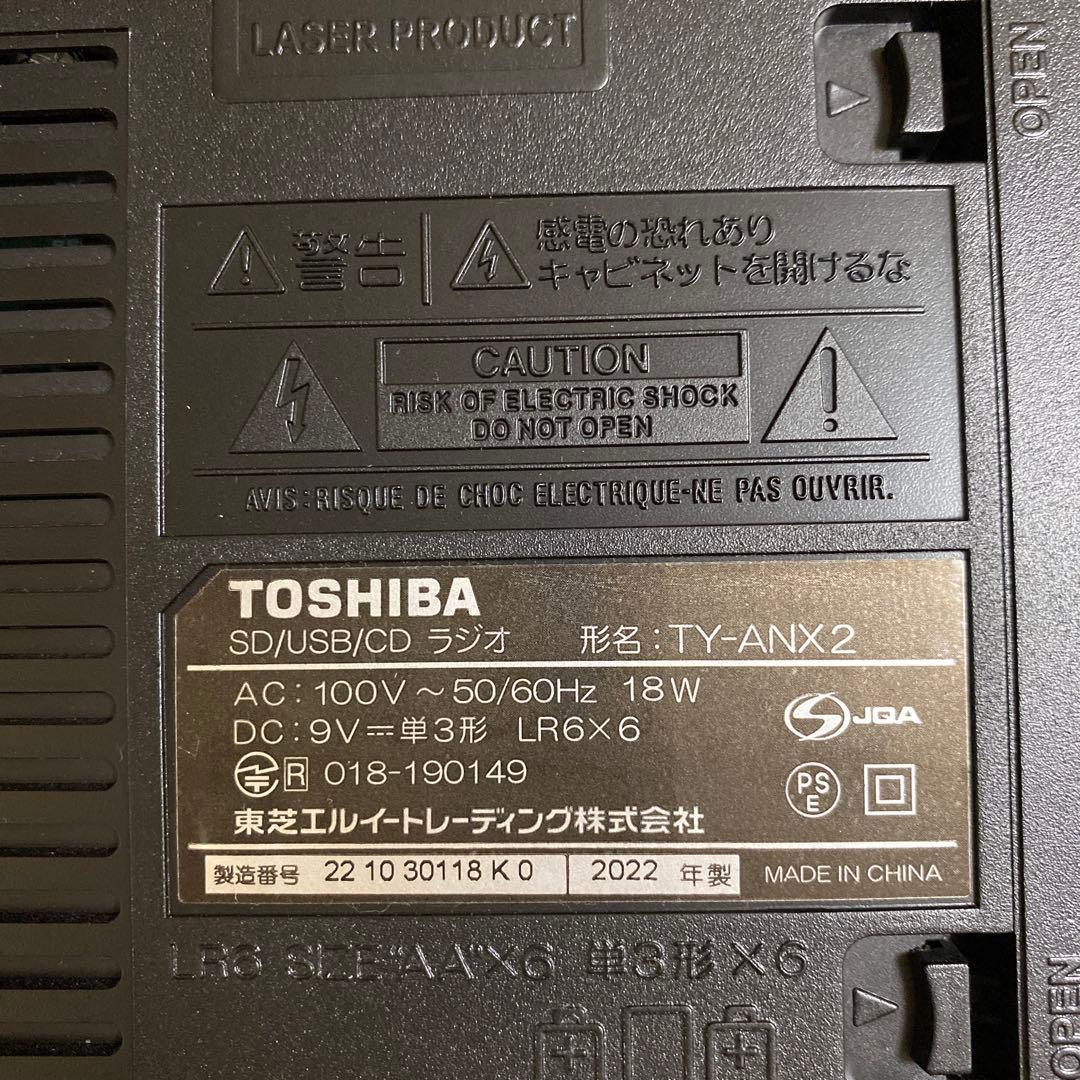 LASER PRODUCT
OPEN
警告
感電の恐れあり
キャビネットを開けるな
CAUTION
RISK OF ELECTRIC SHOCK
DO NOT OPEN
AVIS:RISQUE DE CHOC ELECTRIQUE-NE PAS OUVRIR.
TOSHIBA
SD/USB/CD ラジオ 形名:TY-ANX2
AC:100V~50/60Hz 18W
DC:9V⎓単3形 LR6×6
JQA
R 018-190149
PS
E
東芝エルイートレーディング株式会社
製造番号 22 10 30118 K 0 2022 年製 MADE IN CHINA
LR6 SIZE"AA"×6 単3形×6
OPEN